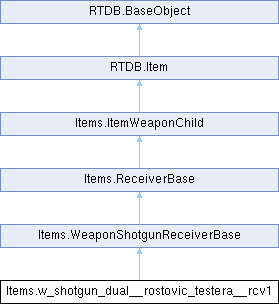 RTDB.BaseObject
RTDB.Item
Items.ItemWeaponChild
Items.ReceiverBase
Items.WeaponShotgunReceiverBase
Items.w_shotgun_dual__rostovic_testera__rcv1